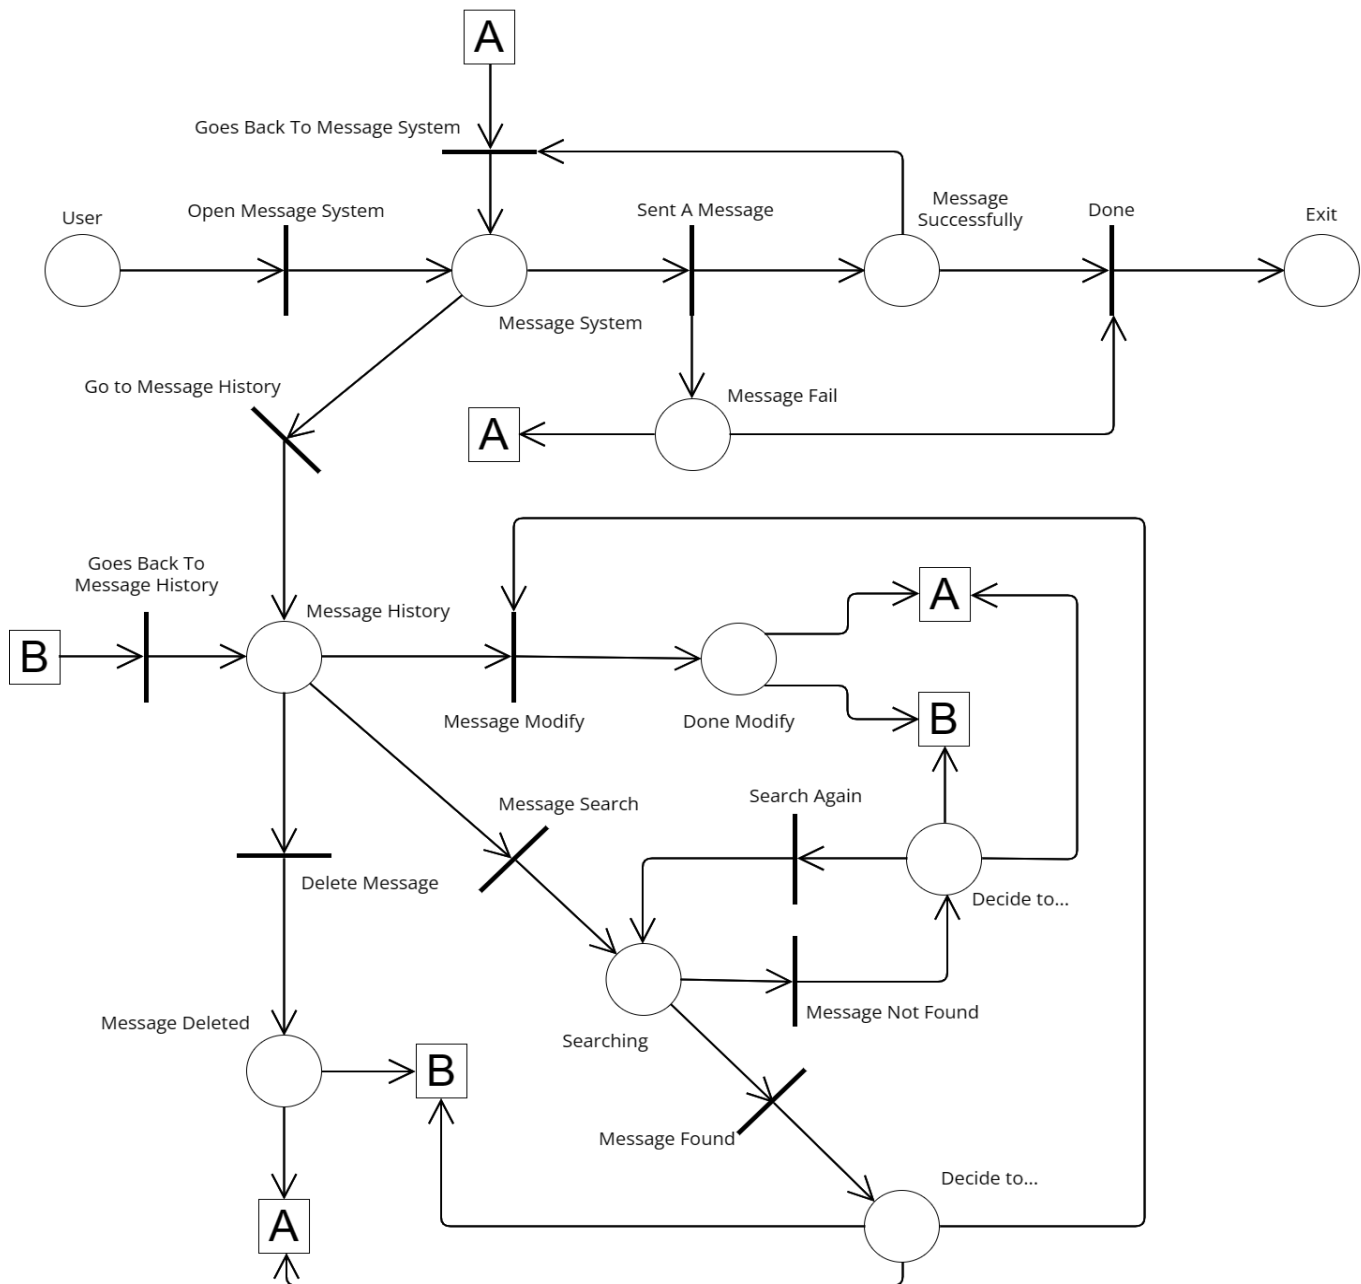 A
Goes Back To Message System
User
Open Message System
Sent A Message
Message
Successfully
Done
Exit
Message System
Go to Message History
Message Fail
A
Goes Back To
Message History
Message History
A
B
Message Modify
Done Modify
B
Message Search
Search Again
Delete Message
Decide to...
Message Not Found
Message Deleted
Searching
B
Message Found
Decide to...
A